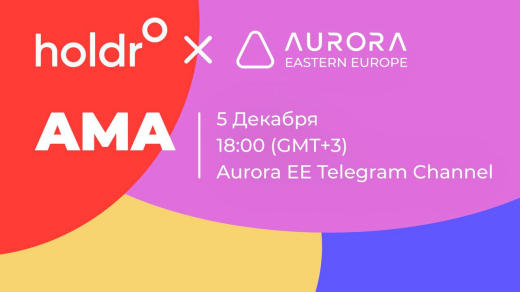 holdr × AURORA
EASTERN EUROPE
AMA
5 Декабря
18:00 (GMT+3)
Aurora EE Telegram Channel